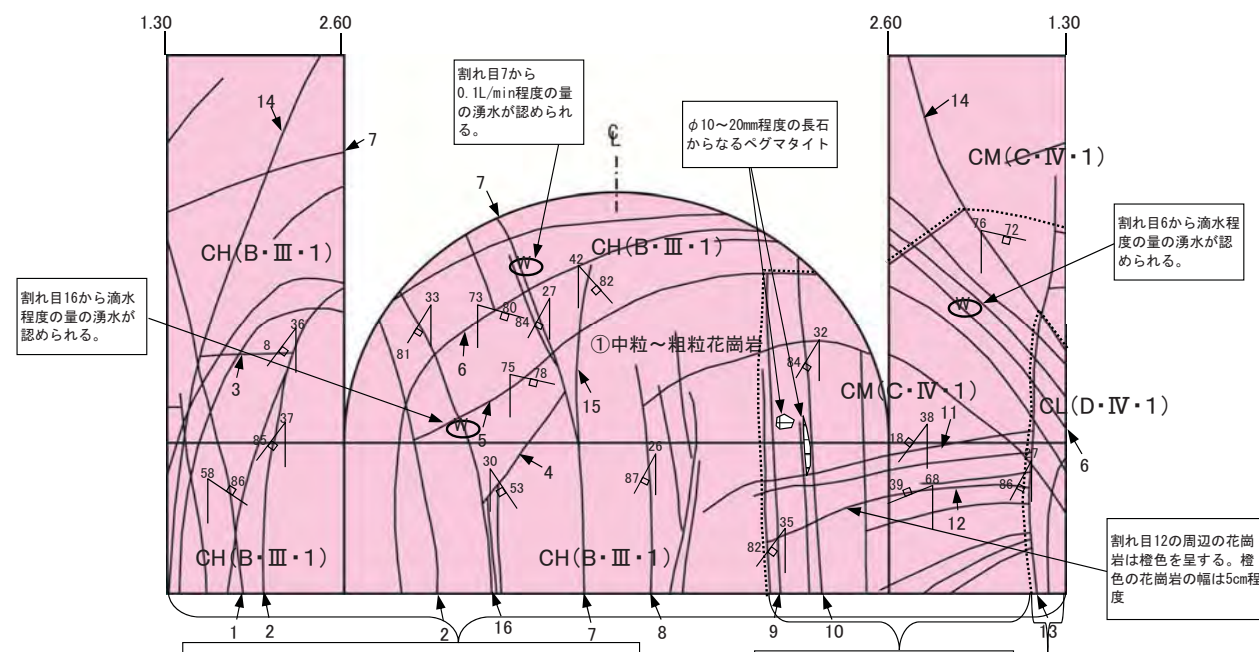 1.30
2.60
2.60
1.30
割れ目7から
0.1L/min程度の量
の湧水が認められ
る。
φ10～20mm程度の長石
からなるペグマタイト
℄
14
7
7
14
CM(C・Ⅳ・1)
CH(B・Ⅲ・1)
CH(B・Ⅲ・1)
W
76
72
割れ目6から滴水程
度の量の湧水が認
められる。
W
割れ目16から滴水
程度の量の湧水が
認められる。
42
82
33
81
73
80
84
27
6
36
8
3
①中粒～粗粒花崗岩
32
84
75
78
15
5
W
4
CM(C・Ⅳ・1)
CL(D・Ⅳ・1)
11
38
18
6
37
85
58
86
30
53
26
87
39
68
86
12
35
82
CH(B・Ⅲ・1)
CH(B・Ⅲ・1)
割れ目12の周辺の花崗
岩は橙色を呈する。橙
色の花崗岩の幅は5cm程
度
1
2
2
16
7
8
9
10
13